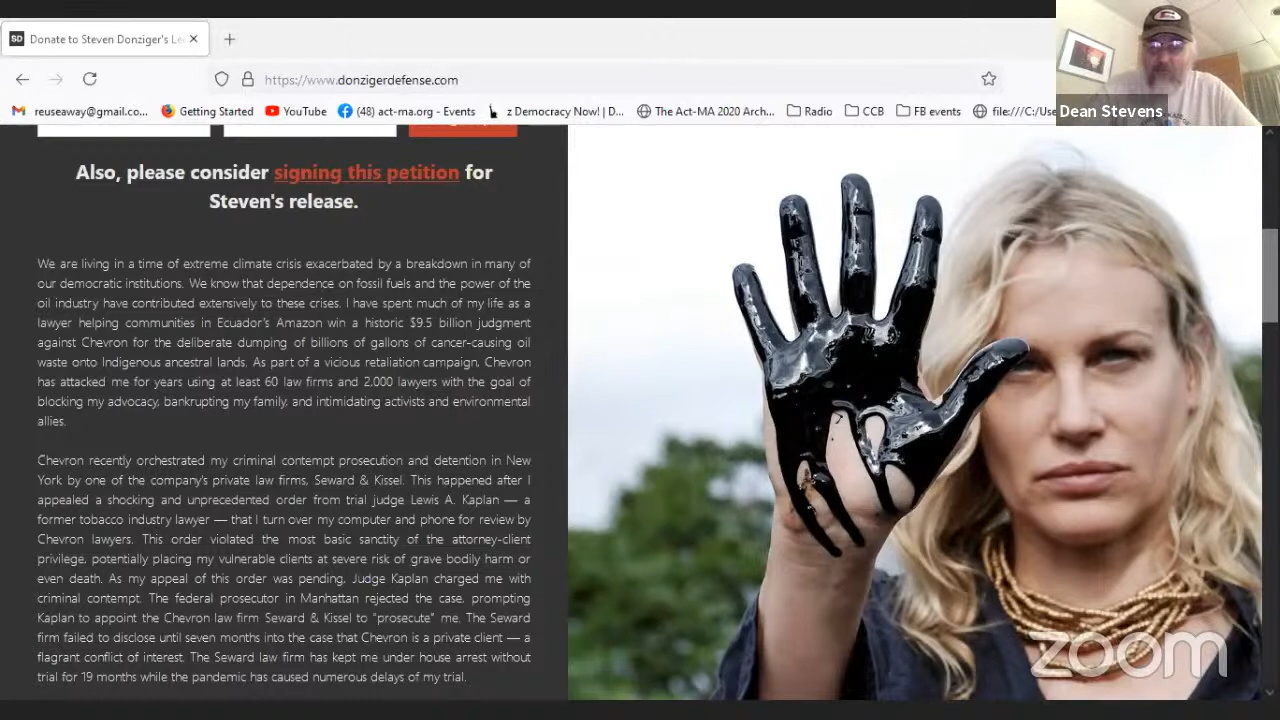 SD Donate to Steven Donziger's Le
https://www.donzigerdefense.com
reuseaway@gmail.co... Getting Started YouTube (48) act-ma.org - Events z Democracy Now! | D... The Act-MA 2020 Arch... Radio CCB FB events file:///C:/Use
Dean Stevens
Also, please consider signing this petition for
Steven's release.
We are living in a time of extreme climate crisis exacerbated by a breakdown in many of
our democratic institutions. We know that dependence on fossil fuels and the power of the
oil industry have contributed extensively to these crises. I have spent much of my life as a
lawyer helping communities in Ecuador's Amazon win a historic $9.5 billion judgment
against Chevron for the deliberate dumping of billions of gallons of cancer-causing oil
waste onto Indigenous ancestral lands. As part of a vicious retaliation campaign, Chevron
has attacked me for years using at least 60 law firms and 2,000 lawyers with the goal of
blocking my advocacy, bankrupting my family, and intimidating activists and environmental
allies.
Chevron recently orchestrated my criminal contempt prosecution and detention in New
York by one of the company's private law firms, Seward & Kissel. This happened after I
appealed a shocking and unprecedented order from trial judge Lewis A. Kaplan — a
former tobacco industry lawyer — that I turn over my computer and phone for review by
Chevron lawyers. This order violated the most basic sanctity of the attorney-client
privilege, potentially placing my vulnerable clients at severe risk of grave bodily harm or
even death. As my appeal of this order was pending, Judge Kaplan charged me with
criminal contempt. The federal prosecutor in Manhattan rejected the case, prompting
Kaplan to appoint the Chevron law firm Seward & Kissel to "prosecute" me. The Seward
firm failed to disclose until seven months into the case that Chevron is a private client — a
flagrant conflict of interest. The Seward law firm has kept me under house arrest without
trial for 19 months while the pandemic has caused numerous delays of my trial.
zoom